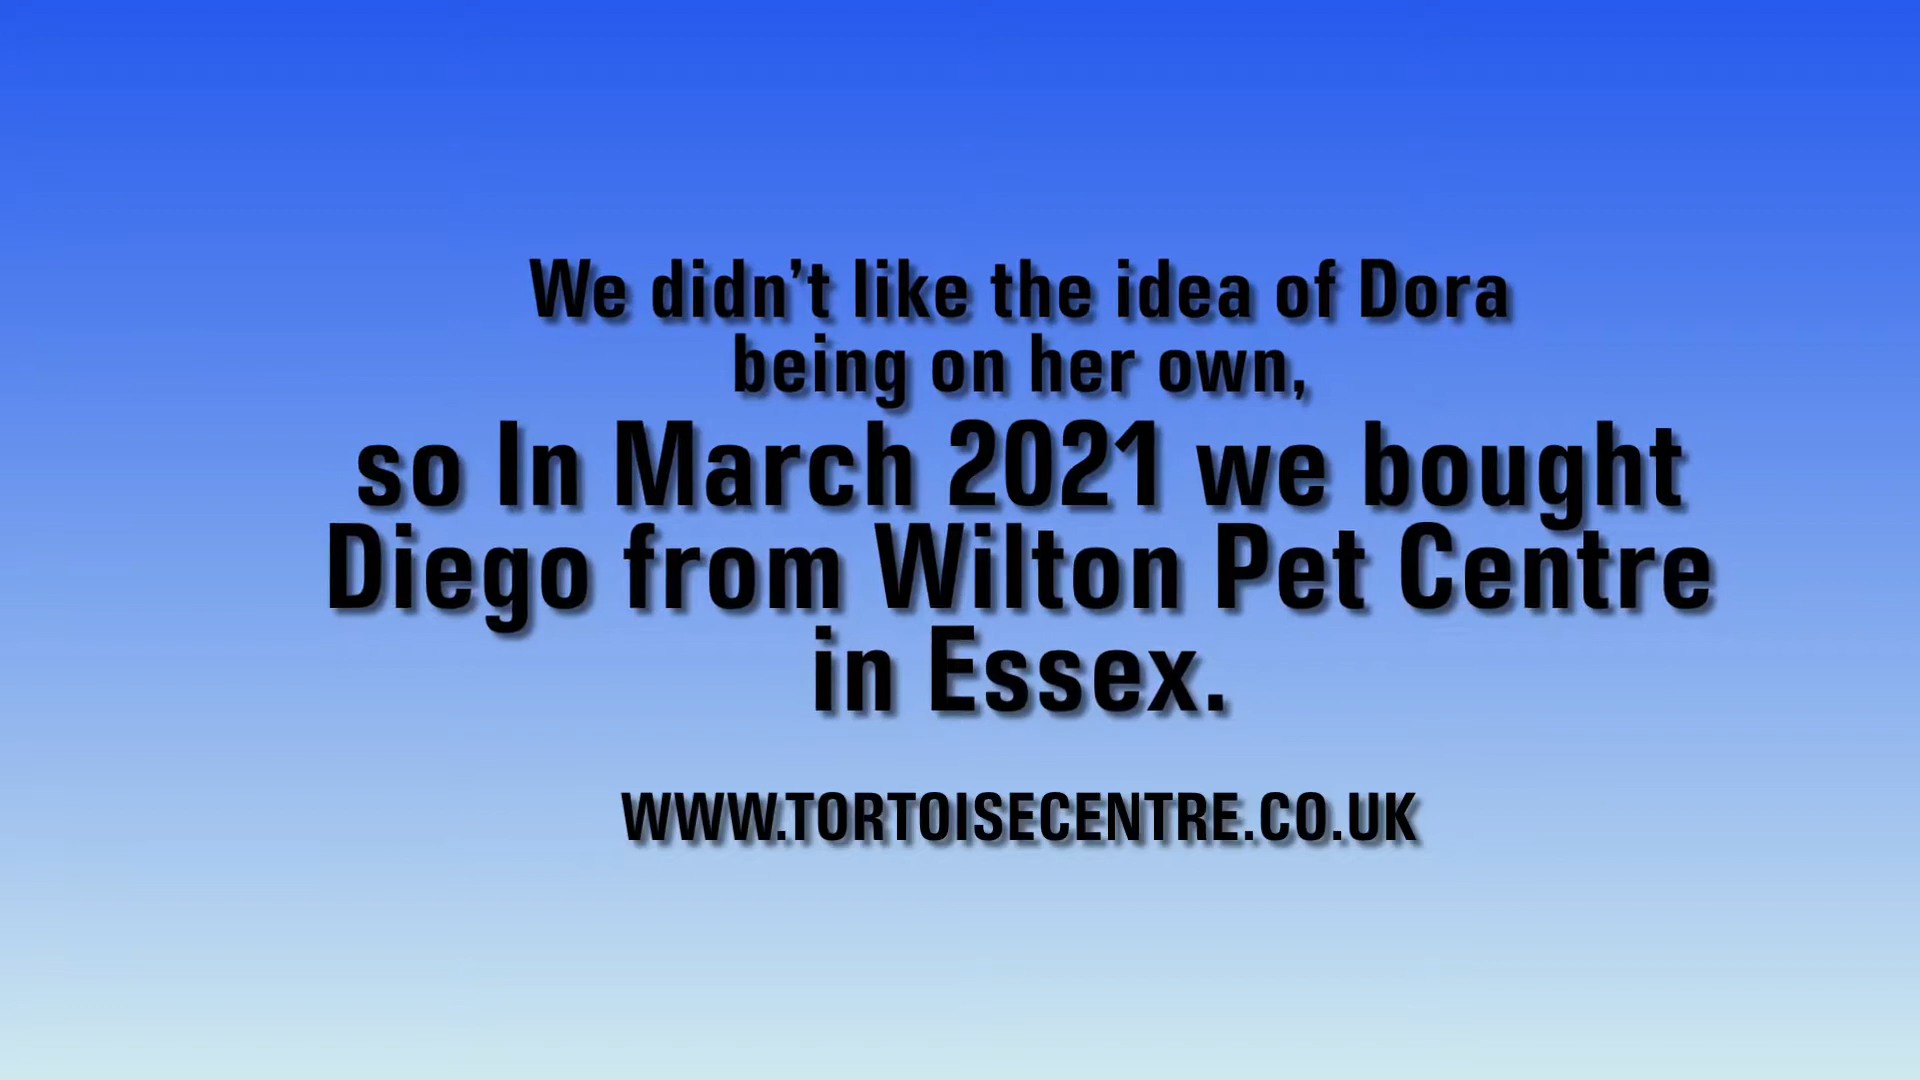 We didn’t like the idea of Dora
being on her own,
so In March 2021 we bought
Diego from Wilton Pet Centre
in Essex.
WWW.TORTOISECENTRE.CO.UK